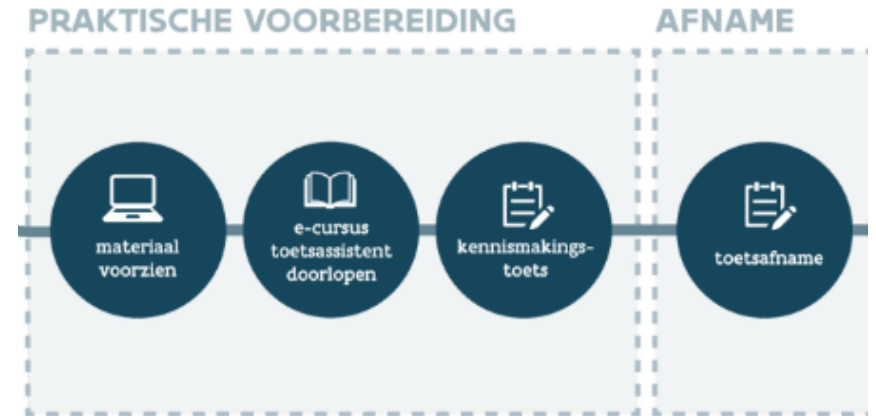 PRAKTISCHE VOORBEREIDING
AFNAME
materiaal
voorzien
e-cursus
toetsassistent
doorlopen
kennismakings-
toets
toetsafname